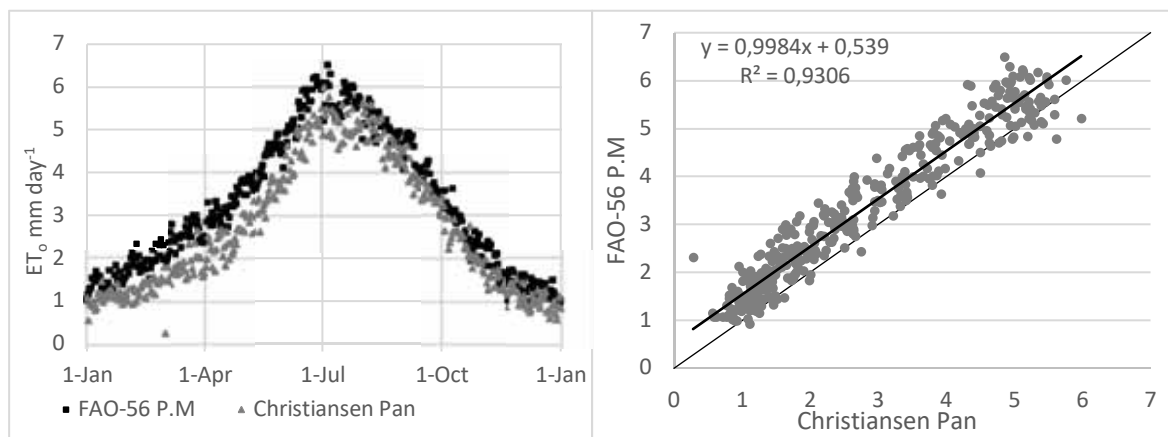 7
6
5
4
3
2
1
0
ETo mm day-1
1-Jan 1-Apr 1-Jul 1-Oct 1-Jan
FAO-56 P.M Christiansen Pan
y = 0,9984x + 0,539
R² = 0,9306
7
6
5
4
3
2
1
0
FAO-56 P.M
0 1 2 3 4 5 6 7
Christiansen Pan